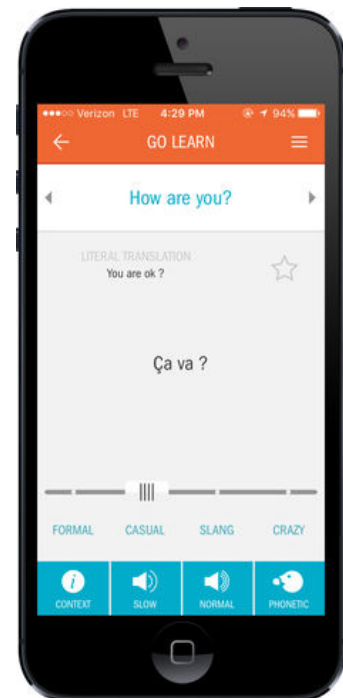 Verizon LTE 4:29 PM 94%
GO LEARN
How are you?
LITERAL TRANSLATION
You are ok ?
Ça va ?
FORMAL CASUAL SLANG CRAZY
i
CONTEXT SLOW NORMAL PHONETIC